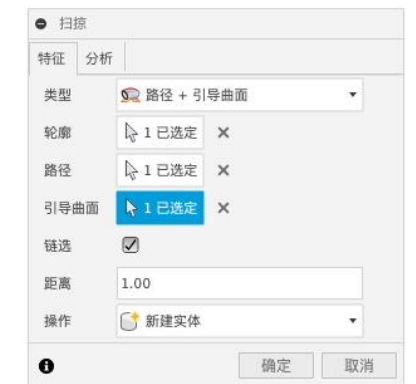 扫掠
特征 分析
类型 路径 + 引导曲面
轮廓 1 已选定
路径 1 已选定
引导曲面 1 已选定
链选
距离 1.00
操作 新建实体
确定 取消